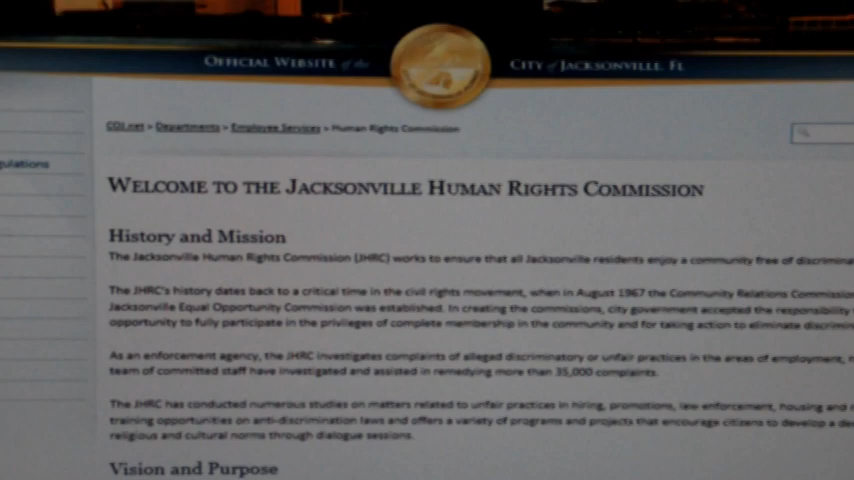 OFFICIAL WEBSITE of the CITY of JACKSONVILLE, FL
COJ.net > Departments > Employee Services > Human Rights Commission
gulations
WELCOME TO THE JACKSONVILLE HUMAN RIGHTS COMMISSION
History and Mission
The Jacksonville Human Rights Commission (JHRC) works to ensure that all Jacksonville residents enjoy a community free of discrimina
The JHRC's history dates back to a critical time in the civil rights movement, when in August 1967 the Community Relations Commission
Jacksonville Equal Opportunity Commission was established. In creating the commissions, city government accepted the responsibility
opportunity to fully participate in the privileges of complete membership in the community and for taking action to eliminate discrimin
As an enforcement agency, the JHRC investigates complaints of alleged discriminatory or unfair practices in the areas of employment,
team of committed staff have investigated and assisted in remedying more than 35,000 complaints.
The JHRC has conducted numerous studies on matters related to unfair practices in hiring, promotions, law enforcement, housing and
training opportunities on anti-discrimination laws and offers a variety of programs and projects that encourage citizens to develop a
religious and cultural norms through dialogue sessions.
Vision and Purpose